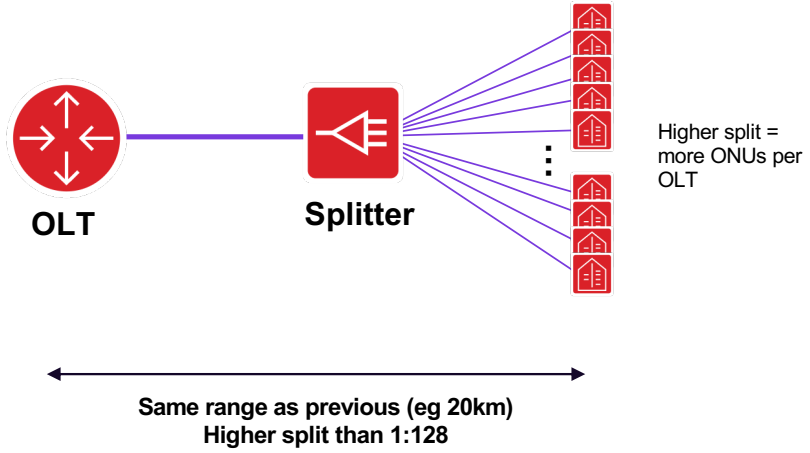 OLT
Splitter
Higher split =
more ONUs per
OLT
Same range as previous (eg 20km)
Higher split than 1:128